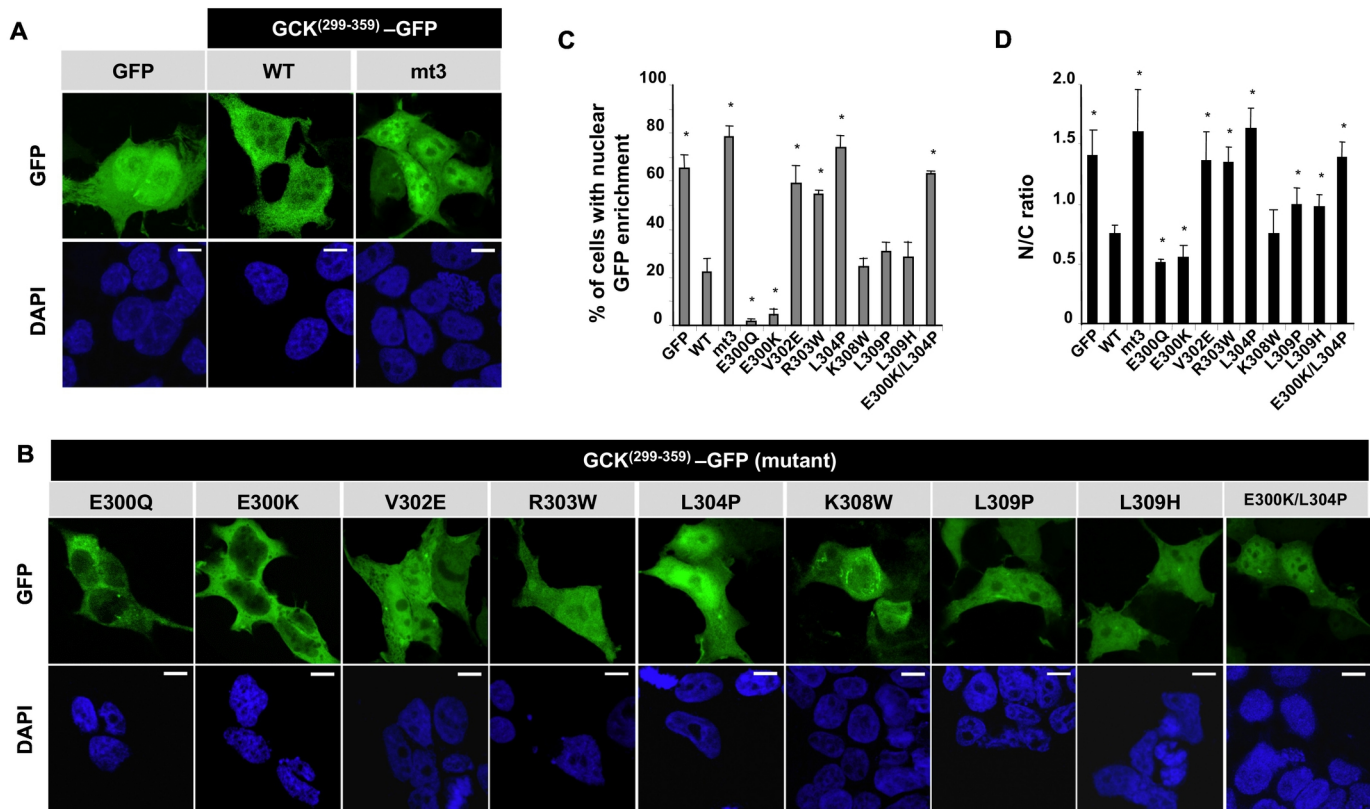 A
GCK(299-359) –GFP
GFP WT mt3
GFP
DAPI
C
% of cells with nuclear
GFP enrichment
100
80
60
40
20
0
* * * * * * * *
GFP WT mt3 E300Q E300K V302E R303W L304P K308W L309P L309H E300K/L304P
D
N/C ratio
2.0
1.5
1.0
0.5
0
* * * * * * * * * *
GFP WT mt3 E300Q E300K V302E R303W L304P K308W L309P L309H E300K/L304P
B
GCK(299-359) –GFP (mutant)
E300Q E300K V302E R303W L304P K308W L309P L309H E300K/L304P
GFP
DAPI